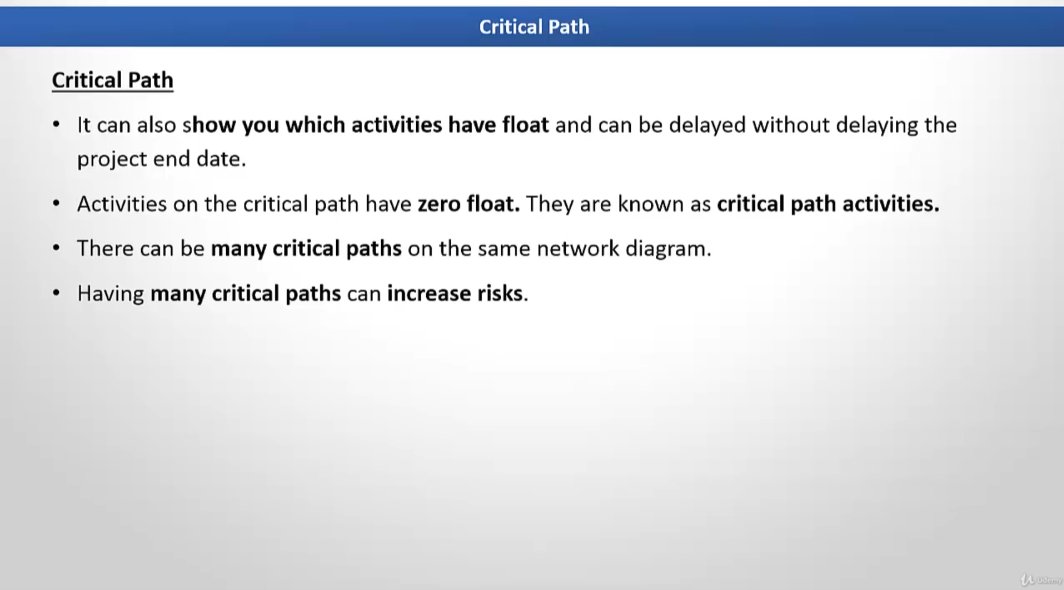 Critical Path
Critical Path
• It can also show you which activities have float and can be delayed without delaying the
project end date.
• Activities on the critical path have zero float. They are known as critical path activities.
• There can be many critical paths on the same network diagram.
• Having many critical paths can increase risks.
Udemy